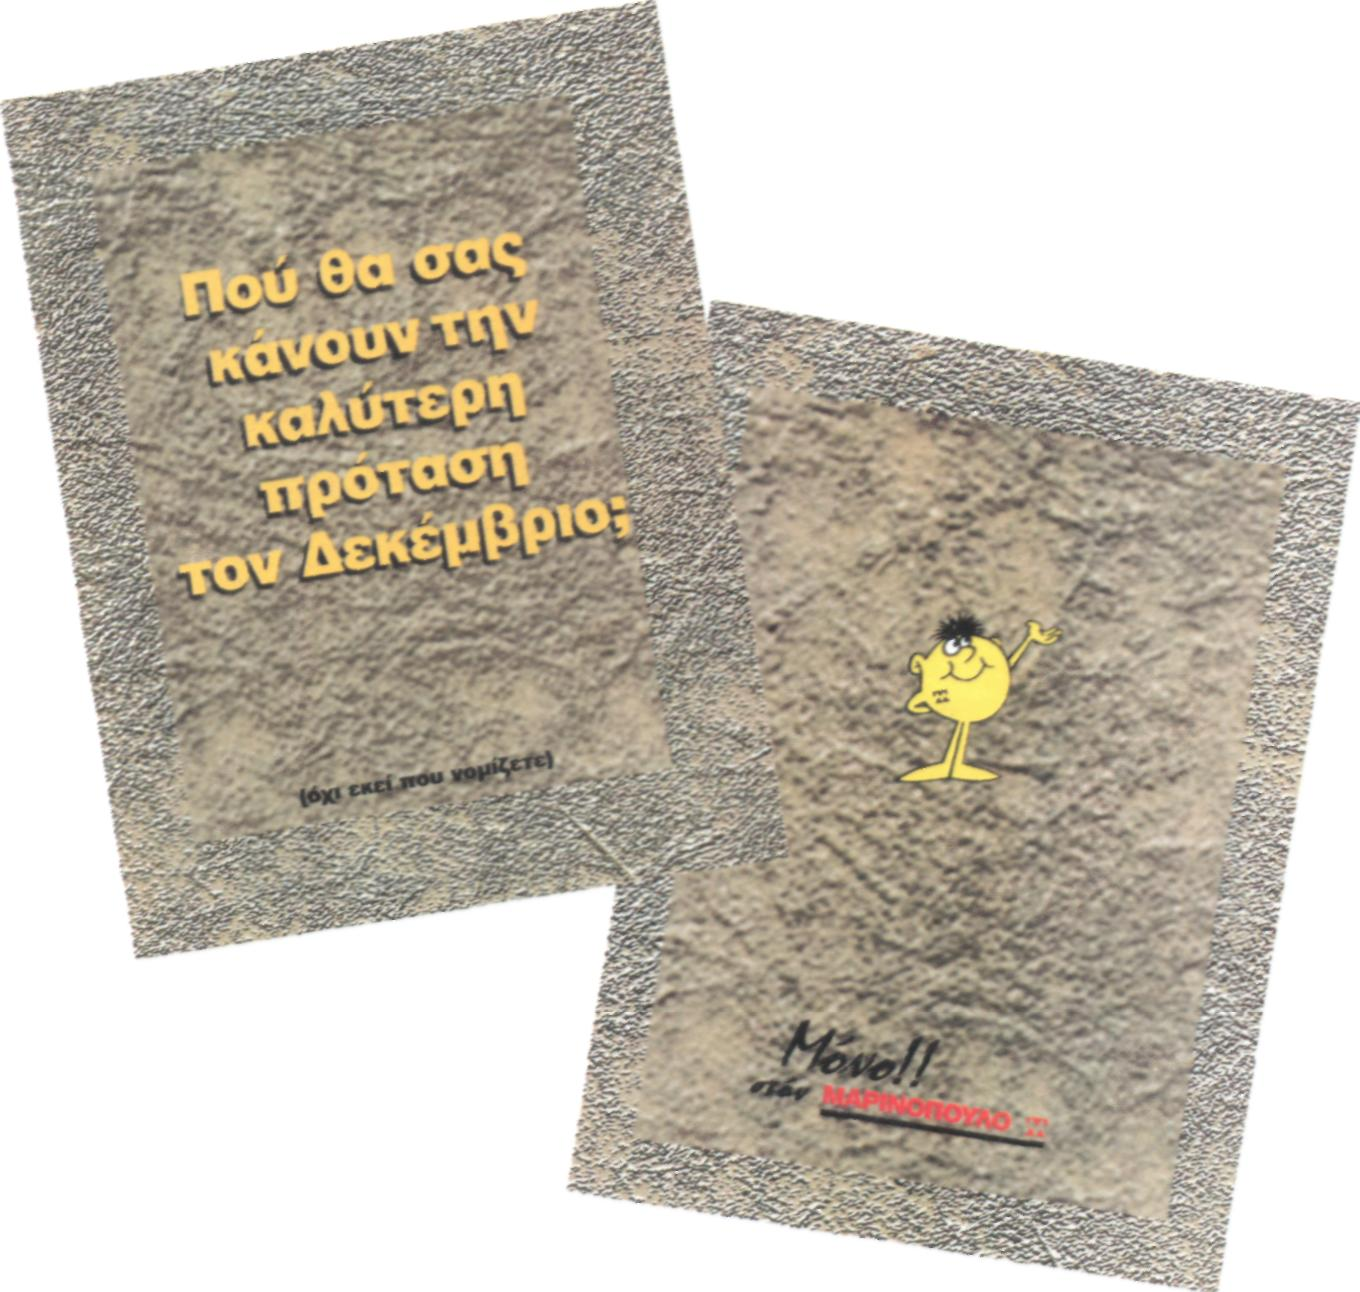 Πού θα σας
κάνουν την
καλύτερη
πρόταση
τον Δεκέμβριο;
(όχι εκεί που νομίζετε)
Μόνο!!
στον ΜΑΡΙΝΟΠΟΥΛΟ